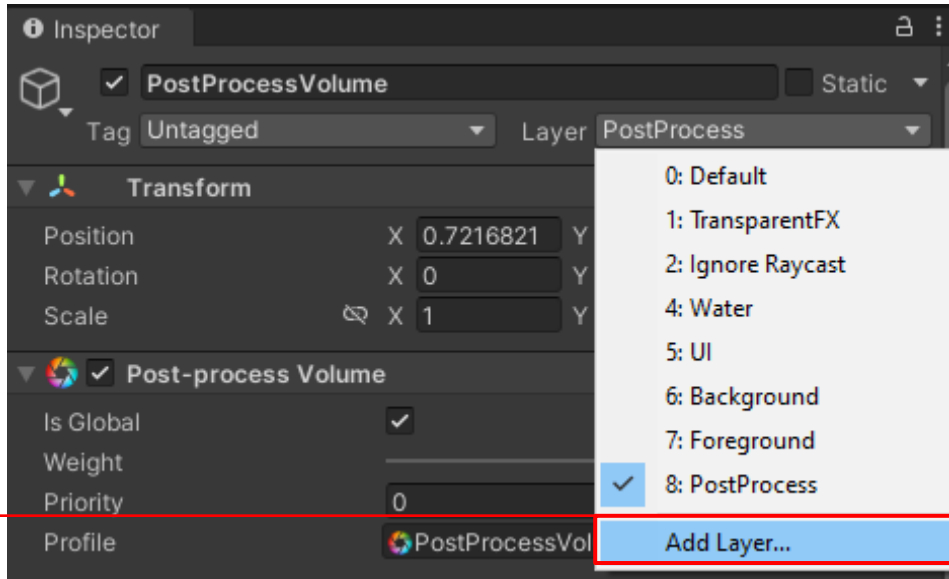 Inspector
PostProcessVolume Static
Tag Untagged Layer PostProcess
Transform
Position X 0.7216821 Y
Rotation X 0 Y
Scale X 1 Y
Post-process Volume
Is Global
Weight
Priority 0
Profile PostProcessVol
0: Default
1: TransparentFX
2: Ignore Raycast
4: Water
5: UI
6: Background
7: Foreground
8: PostProcess
Add Layer...